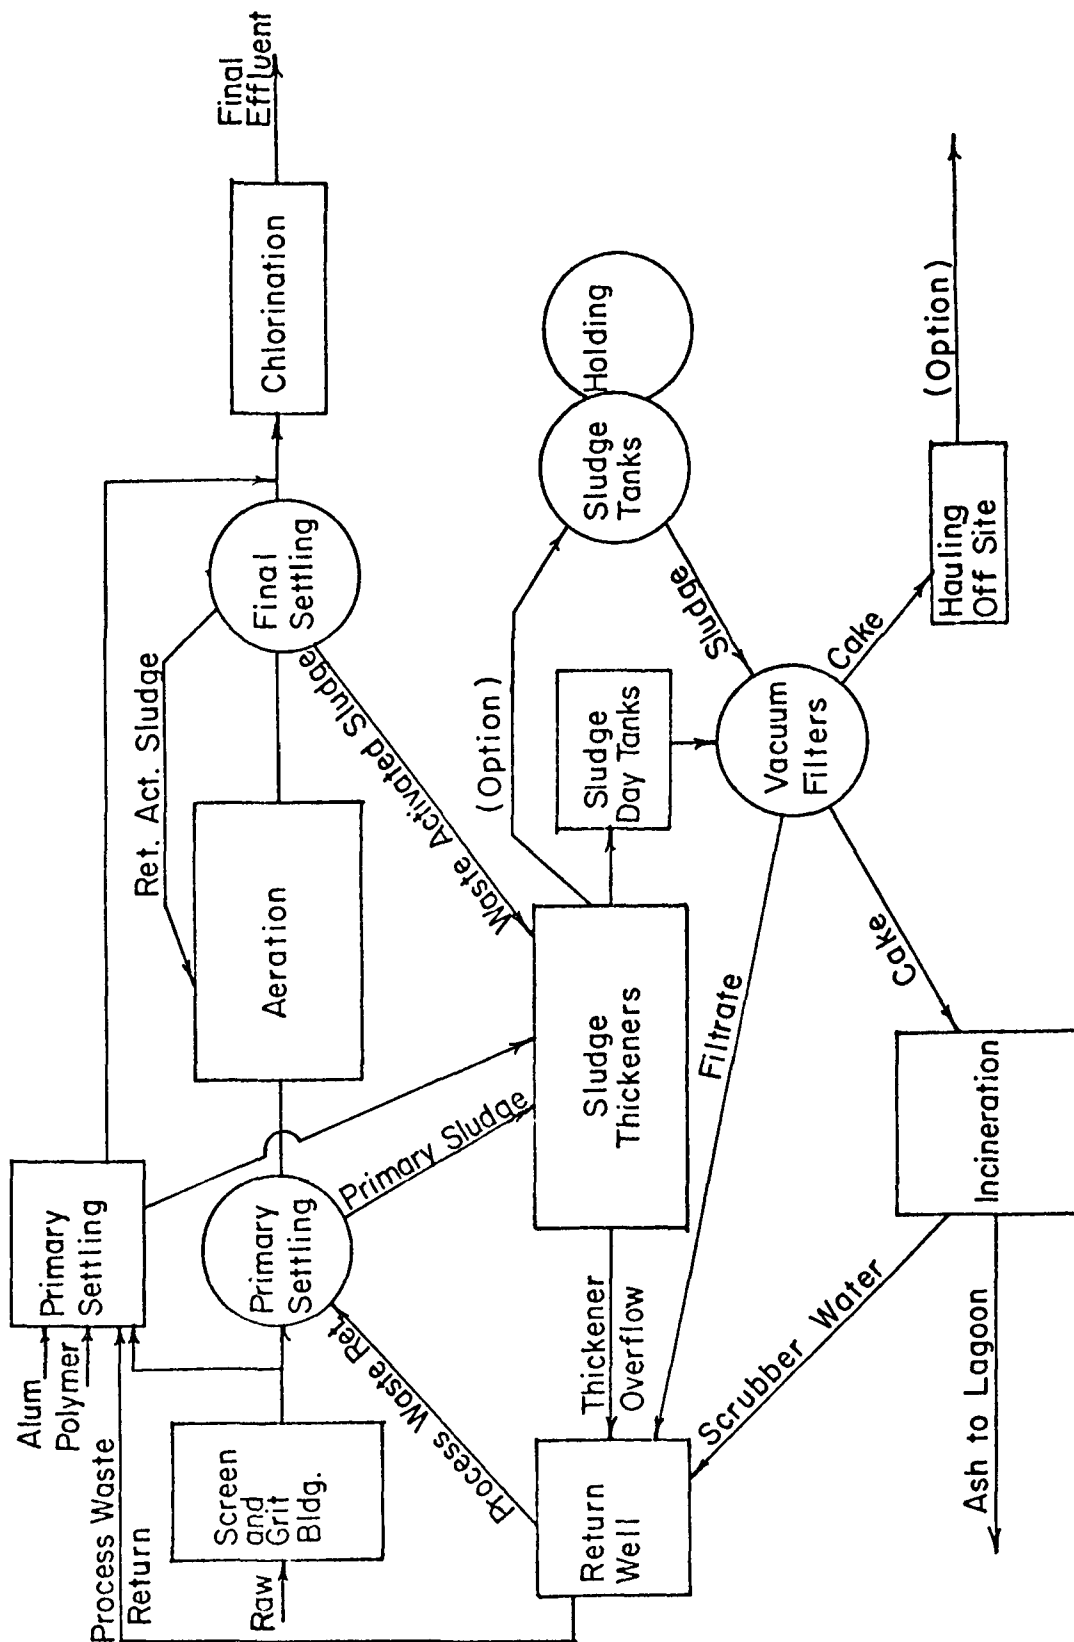 Final
Effluent
Chlorination
Final
Settling
Ret. Act. Sludge
Aeration
Primary
Settling
Alum
Polymer
Primary
Settling
Process Waste
Return
Screen
and
Grit
Bldg.
Raw
Process Waste Ret
Primary Sludge
Waste Activated Sludge
(Option)
Holding
Sludge
Tanks
Sludge
Sludge
Day Tanks
Sludge
Thickeners
Thickener
Overflow
Return
Well
Filtrate
Vacuum
Filters
Cake
Hauling
Off Site
(Option)
Cake
Incineration
Scrubber Water
Ash to Lagoon